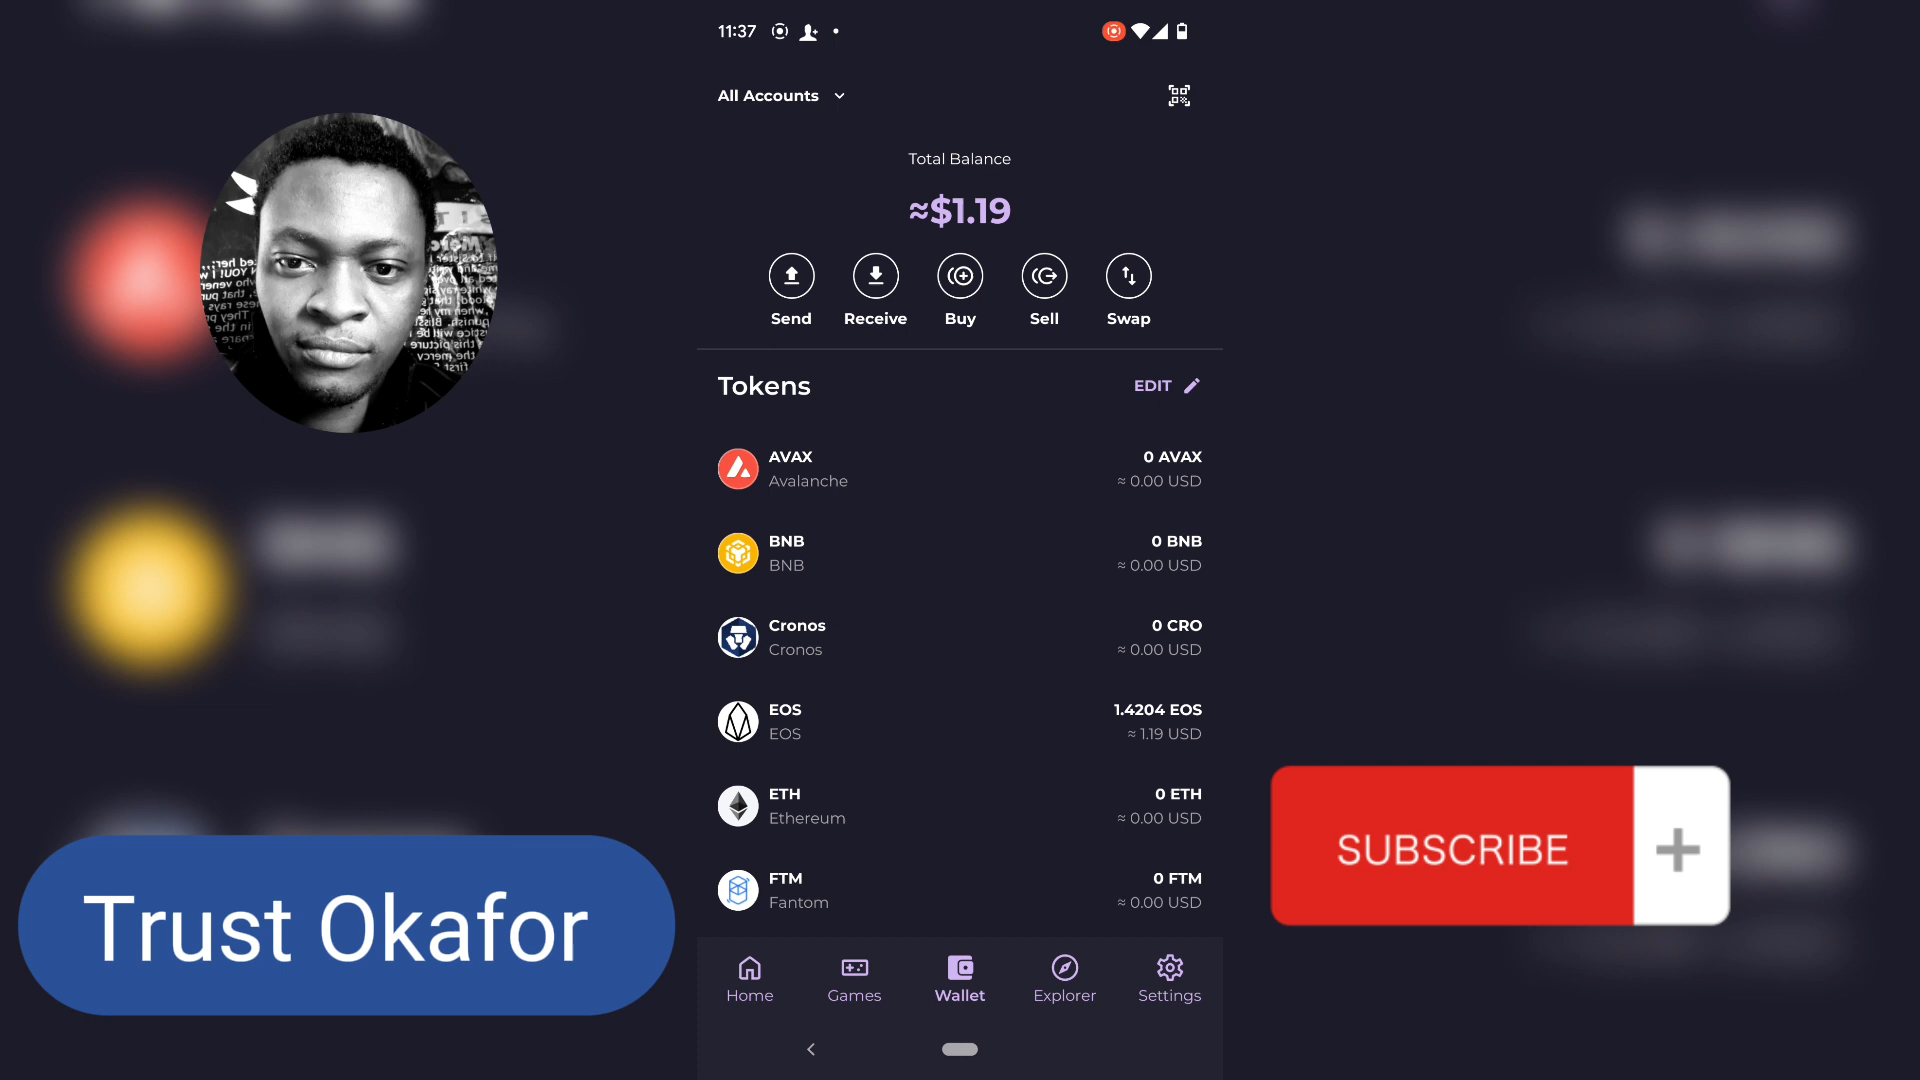 11:37
All Accounts
Total Balance
≈$1.19
Send Receive Buy Sell Swap
Tokens EDIT
AVAX 0 AVAX
Avalanche ≈ 0.00 USD
BNB 0 BNB
BNB ≈ 0.00 USD
Cronos 0 CRO
Cronos ≈ 0.00 USD
EOS 1.4204 EOS
EOS ≈ 1.19 USD
ETH 0 ETH
Ethereum ≈ 0.00 USD
FTM 0 FTM
Fantom ≈ 0.00 USD
Home Games Wallet Explorer Settings
Trust Okafor
SUBSCRIBE